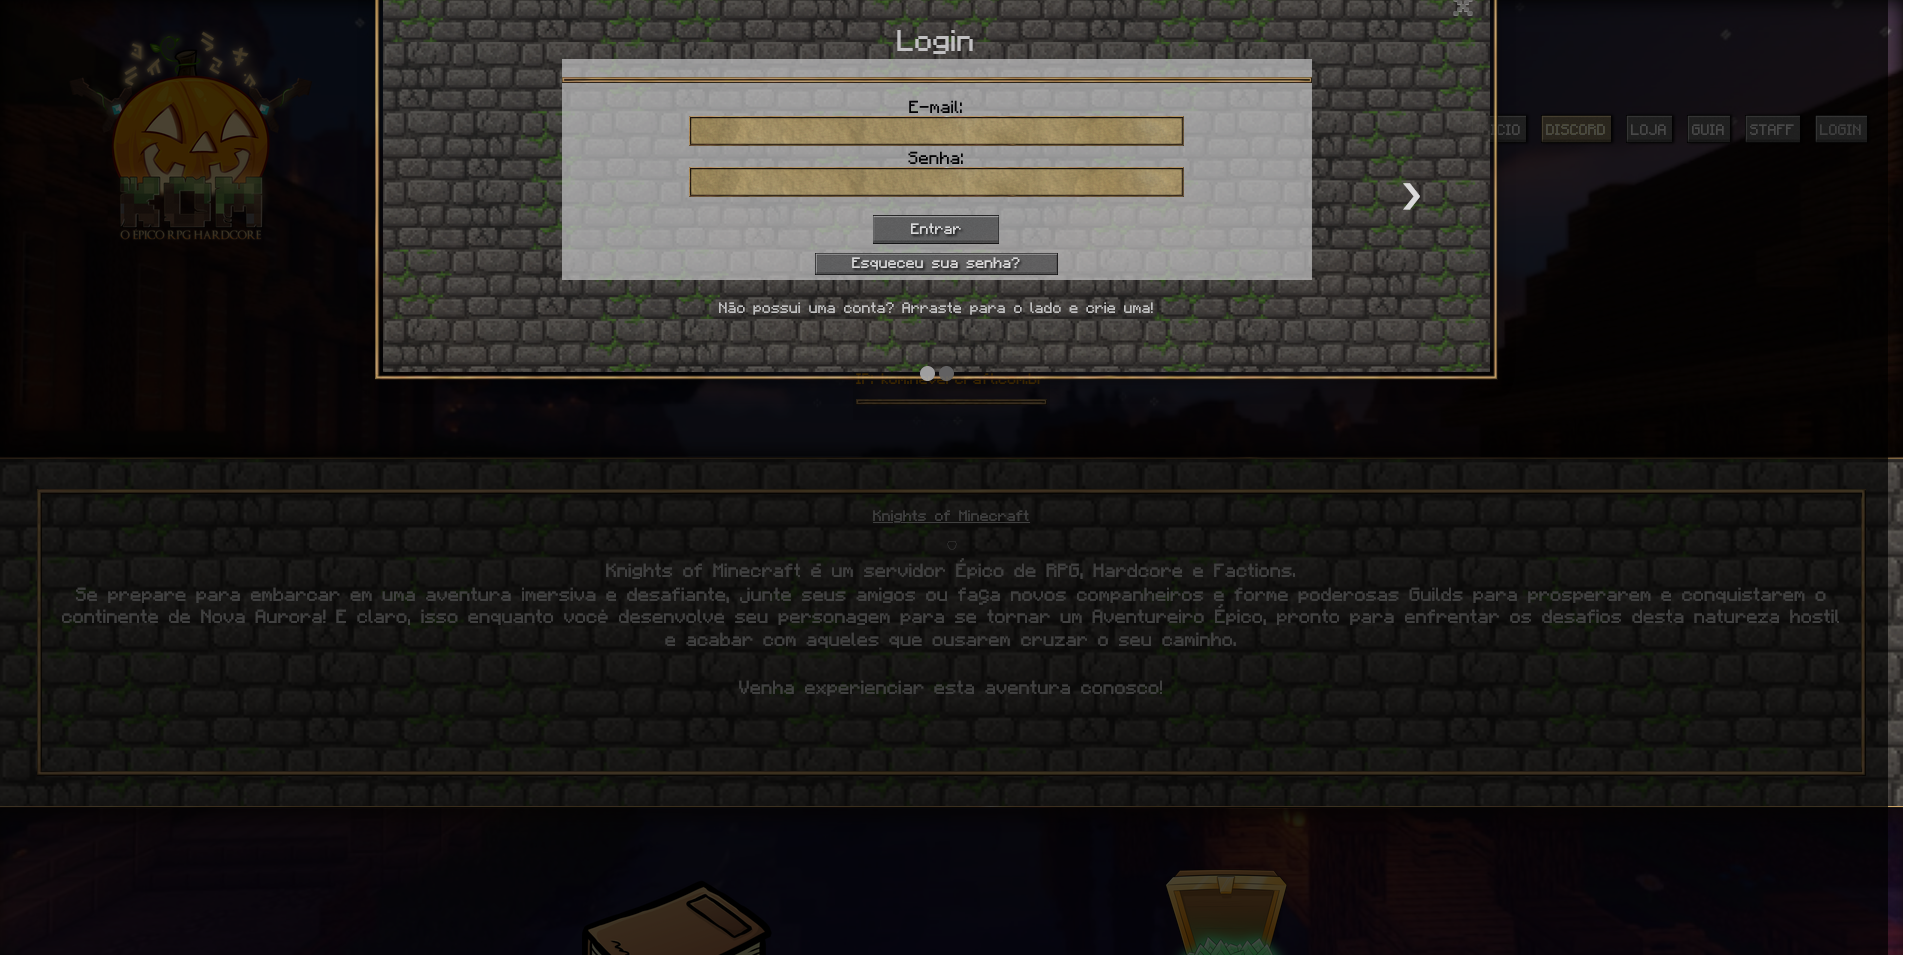 Login
E-mail:
Senha:
Entrar
Esqueceu sua senha?
Não possui uma conta? Arraste para o lado e crie uma!
KOM
O EPICO RPG HARDCORE
DISCORD
LOJA
GUIA
STAFF
LOGIN
Knights of Minecraft
Knights of Minecraft é um servidor Épico de RPG, Hardcore e Factions.
Se prepare para embarcar em uma aventura imersiva e desafiante, junte seus amigos ou faça novos companheiros e forme poderosas Guilds para prosperarem e conquistarem o
continente de Nova Aurora! E claro, isso enquanto você desenvolve seu personagem para se tornar um Aventureiro Épico, pronto para enfrentar os desafios desta natureza hostil
e acabar com aqueles que ousarem cruzar o seu caminho.
Venha experienciar esta aventura conosco!